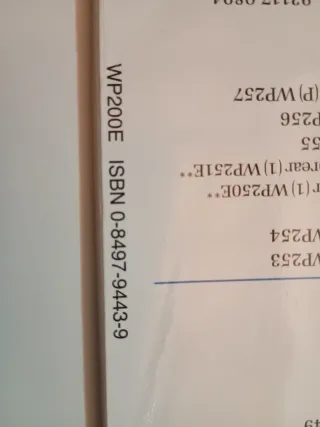 WP200E ISBN 0-8497-9443-9
WP253
WP254
r (1) WP250E**
rear (1) WP251E**
55
P256
(P) WP257